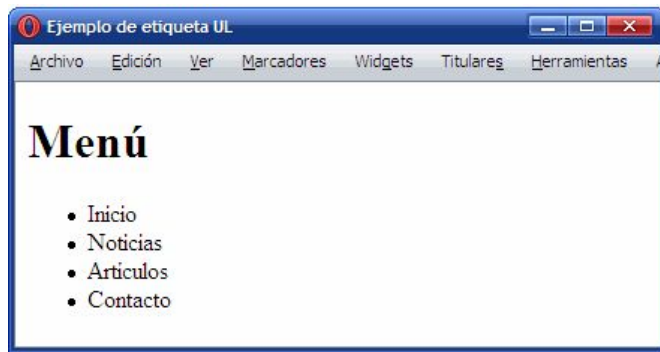 Ejemplo de etiqueta UL
Archivo Edición Ver Marcadores Widgets Titulares Herramientas
Menú
• Inicio
• Noticias
• Artículos
• Contacto